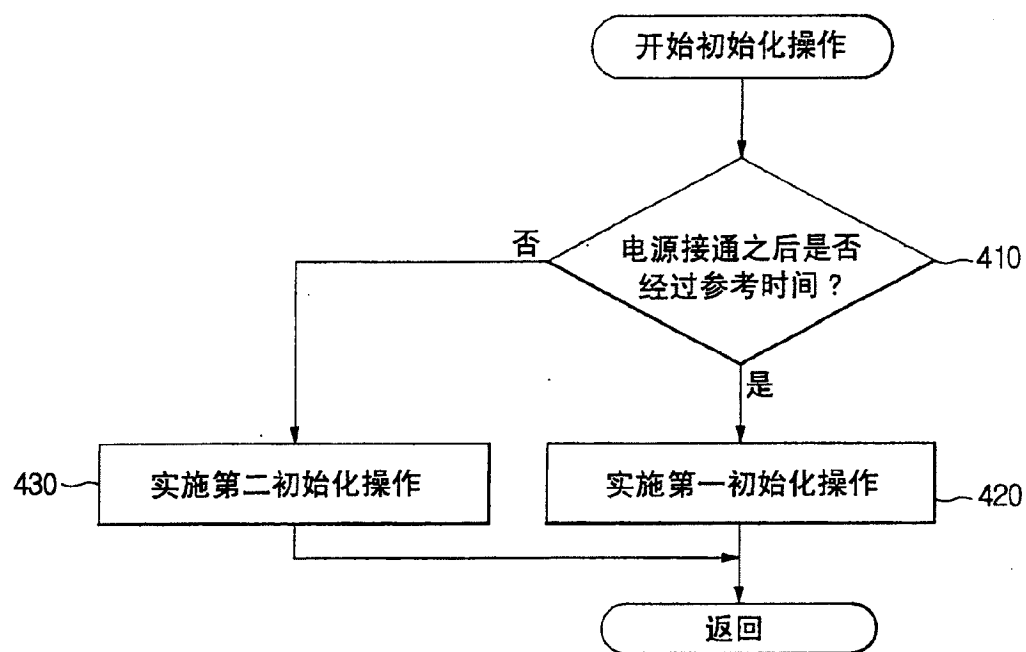 开始初始化操作
否
电源接通之后是否
经过参考时间?
410
是
430
实施第二初始化操作
实施第一初始化操作
420
返回